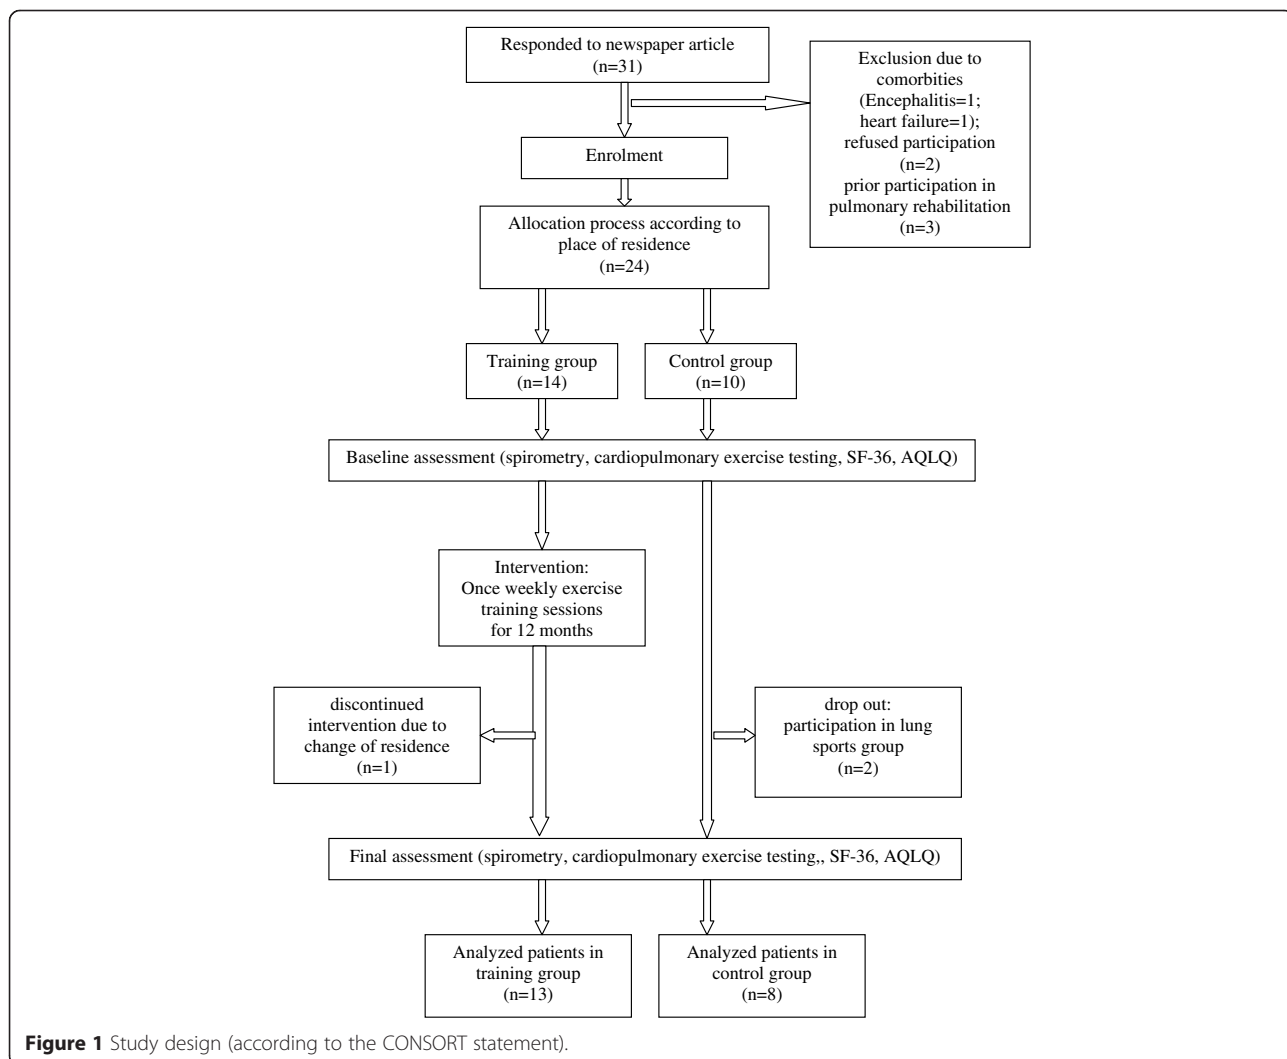 Responded to newspaper article
(n=31)
Exclusion due to
comorbities
(Encephalitis=1;
heart failure=1);
refused participation
(n=2)
prior participation in
pulmonary rehabilitation
(n=3)
Enrolment
Allocation process according to
place of residence
(n=24)
Training group
(n=14)
Control group
(n=10)
Baseline assessment (spirometry, cardiopulmonary exercise testing, SF-36, AQLQ)
Intervention:
Once weekly exercise
training sessions
for 12 months
discontinued
intervention due to
change of residence
(n=1)
drop out:
participation in lung
sports group
(n=2)
Final assessment (spirometry, cardiopulmonary exercise testing,, SF-36, AQLQ)
Analyzed patients in
training group
(n=13)
Analyzed patients in
control group
(n=8)
Figure 1 Study design (according to the CONSORT statement).